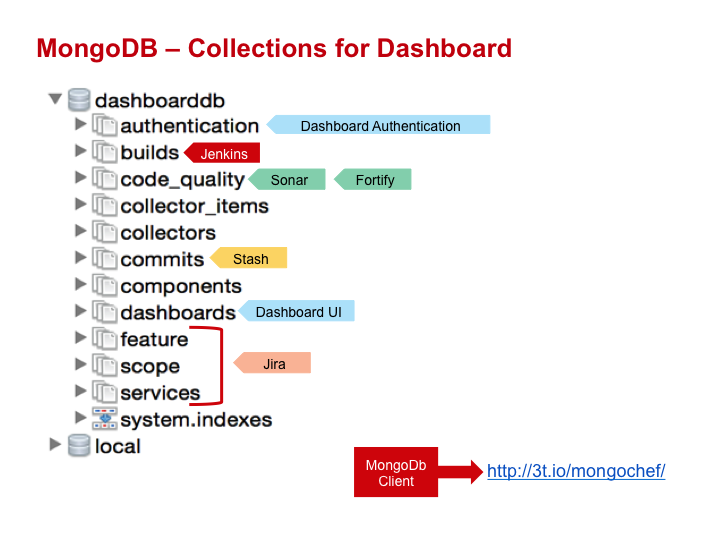 MongoDB – Collections for Dashboard
dashboarddb
authentication
Dashboard Authentication
builds
Jenkins
code_quality
Sonar
Fortify
collector_items
collectors
commits
Stash
components
dashboards
Dashboard UI
feature
scope
Jira
services
system.indexes
local
MongoDb
Client
http://3t.io/mongochef/